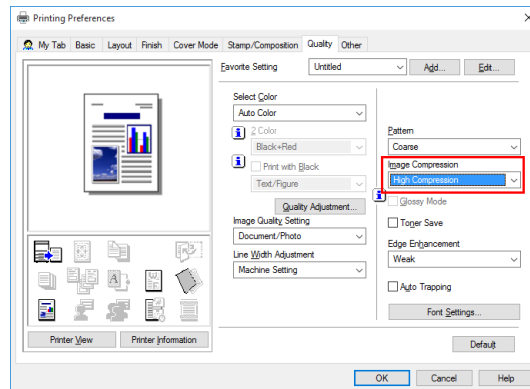 Printing Preferences
My Tab Basic Layout Finish Cover Mode Stamp/Composition Quality Other
Favorite Setting Untitled Add... Edit...
Select Color
Auto Color
2 Color
Black+Red
Print with Black
Text/Figure
Quality Adjustment...
Image Quality Setting
Document/Photo
Line Width Adjustment
Machine Setting
Pattern
Coarse
Image Compression
High Compression
Glossy Mode
Toner Save
Edge Enhancement
Weak
Auto Trapping
Font Settings...
Printer View Printer Information
Default
OK Cancel Help